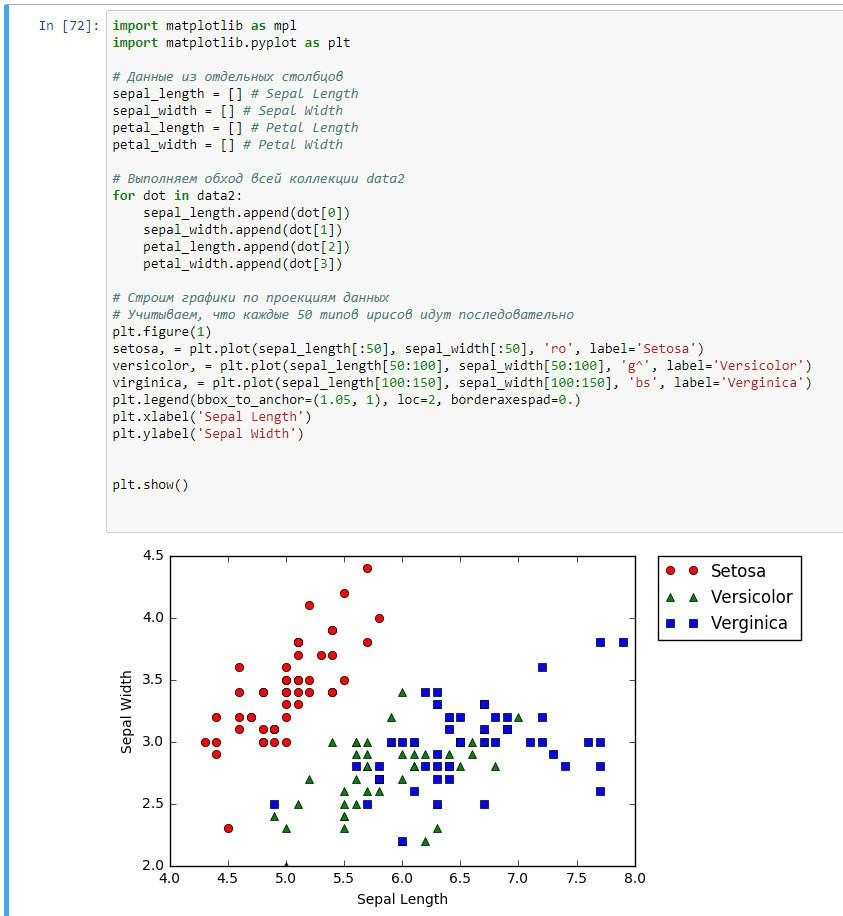 In [72]:
import matplotlib as mpl
import matplotlib.pyplot as plt
# Данные из отдельных столбцов
sepal_length = [] # Sepal Length
sepal_width = [] # Sepal Width
petal_length = [] # Petal Length
petal_width = [] # Petal Width
# Выполняем обход всей коллекции data2
for dot in data2:
    sepal_length.append(dot[0])
    sepal_width.append(dot[1])
    petal_length.append(dot[2])
    petal_width.append(dot[3])
# Строим графики по проекциям данных
# Учитываем, что каждые 50 типов ирисов идут последовательно
plt.figure(1)
setosa, = plt.plot(sepal_length[:50], sepal_width[:50], 'ro', label='Setosa')
versicolor, = plt.plot(sepal_length[50:100], sepal_width[50:100], 'g^', label='Versicolor')
virginica, = plt.plot(sepal_length[100:150], sepal_width[100:150], 'bs', label='Verginica')
plt.legend(bbox_to_anchor=(1.05, 1), loc=2, borderaxespad=0.)
plt.xlabel('Sepal Length')
plt.ylabel('Sepal Width')
plt.show()
4.5
4.0
3.5
3.0
2.5
2.0
Sepal Width
4.0 4.5 5.0 5.5 6.0 6.5 7.0 7.5 8.0
Sepal Length
Setosa
Versicolor
Verginica